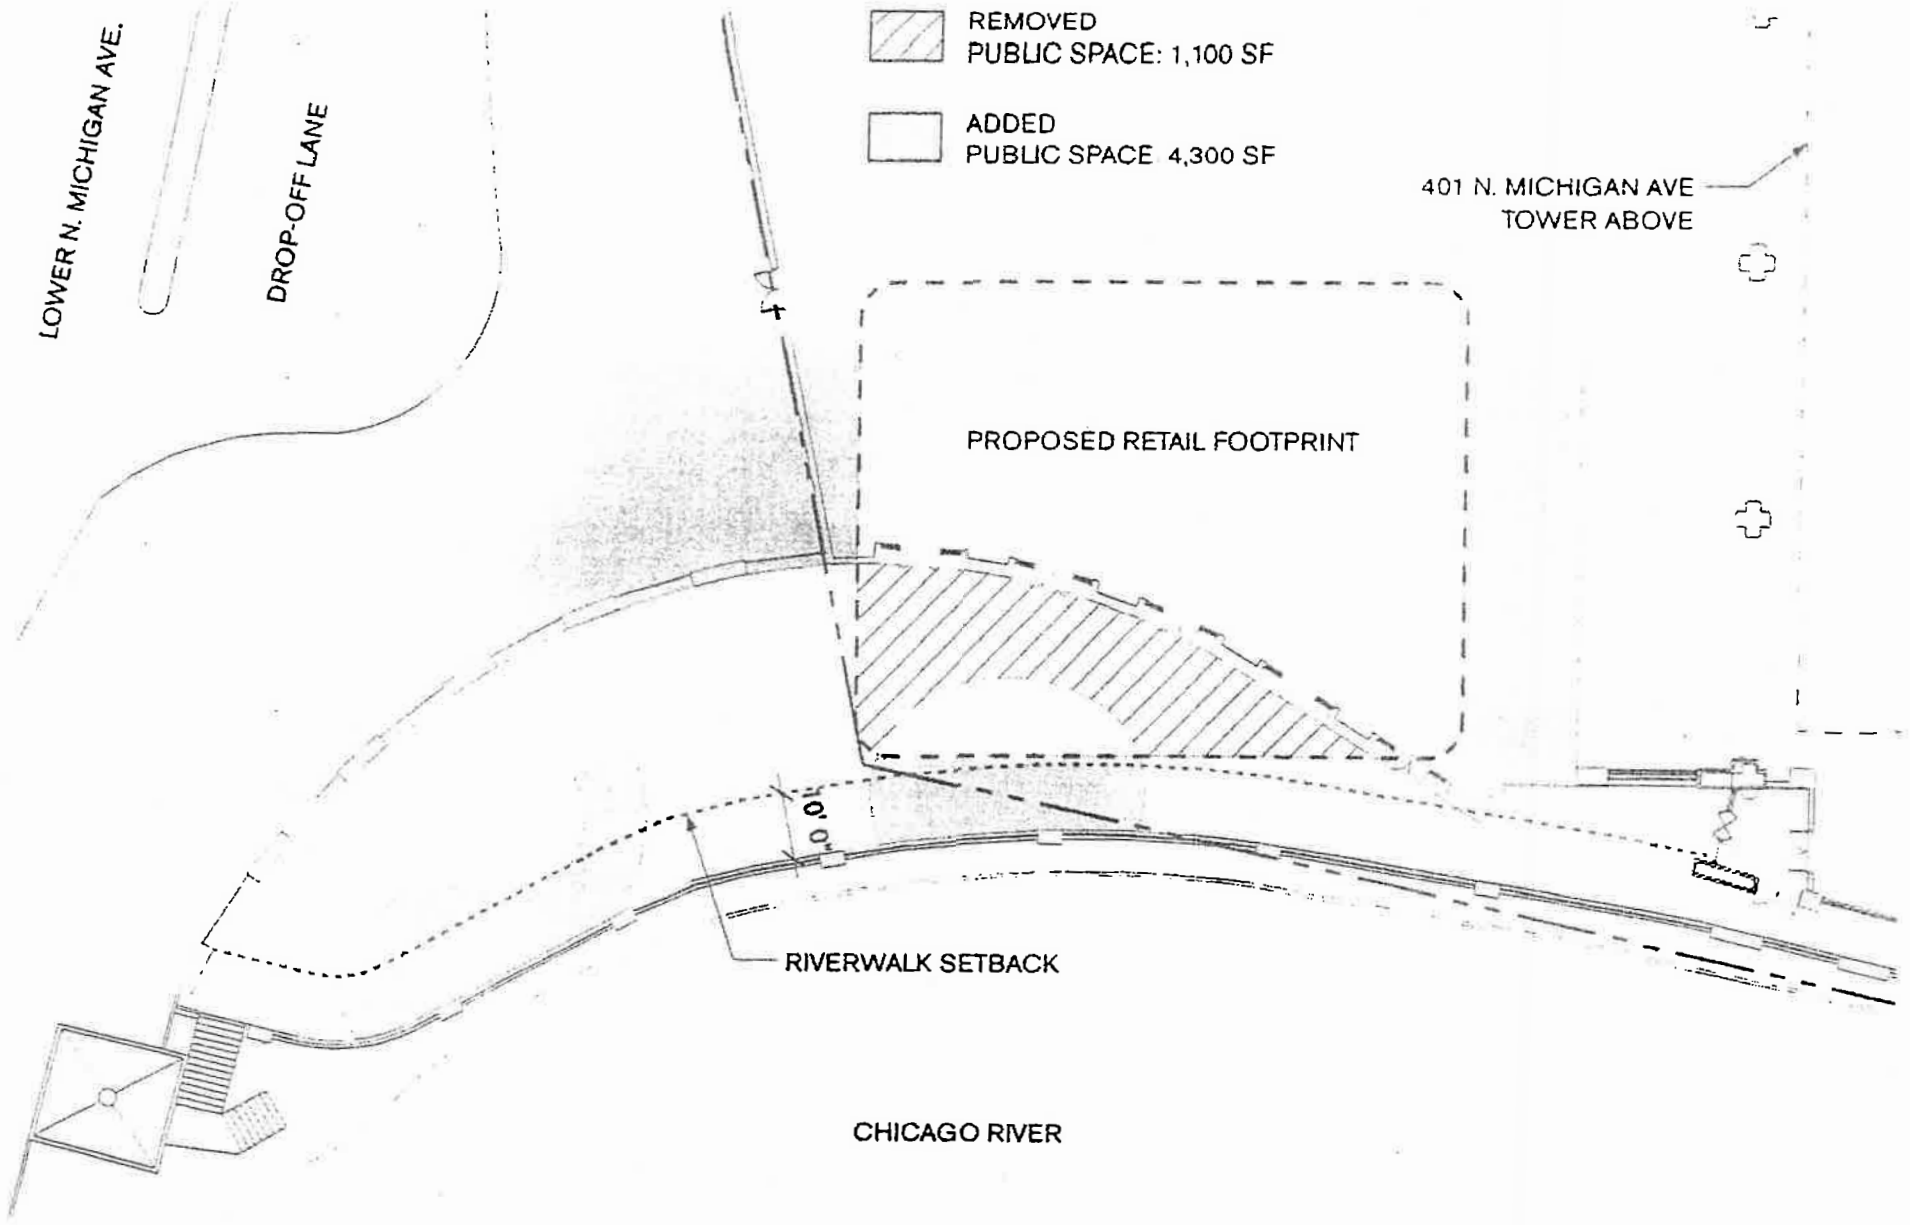 REMOVED
PUBLIC SPACE: 1,100 SF
ADDED
PUBLIC SPACE 4,300 SF
LOWER N. MICHIGAN AVE.
DROP-OFF LANE
401 N. MICHIGAN AVE
TOWER ABOVE
PROPOSED RETAIL FOOTPRINT
10'0"
RIVERWALK SETBACK
CHICAGO RIVER